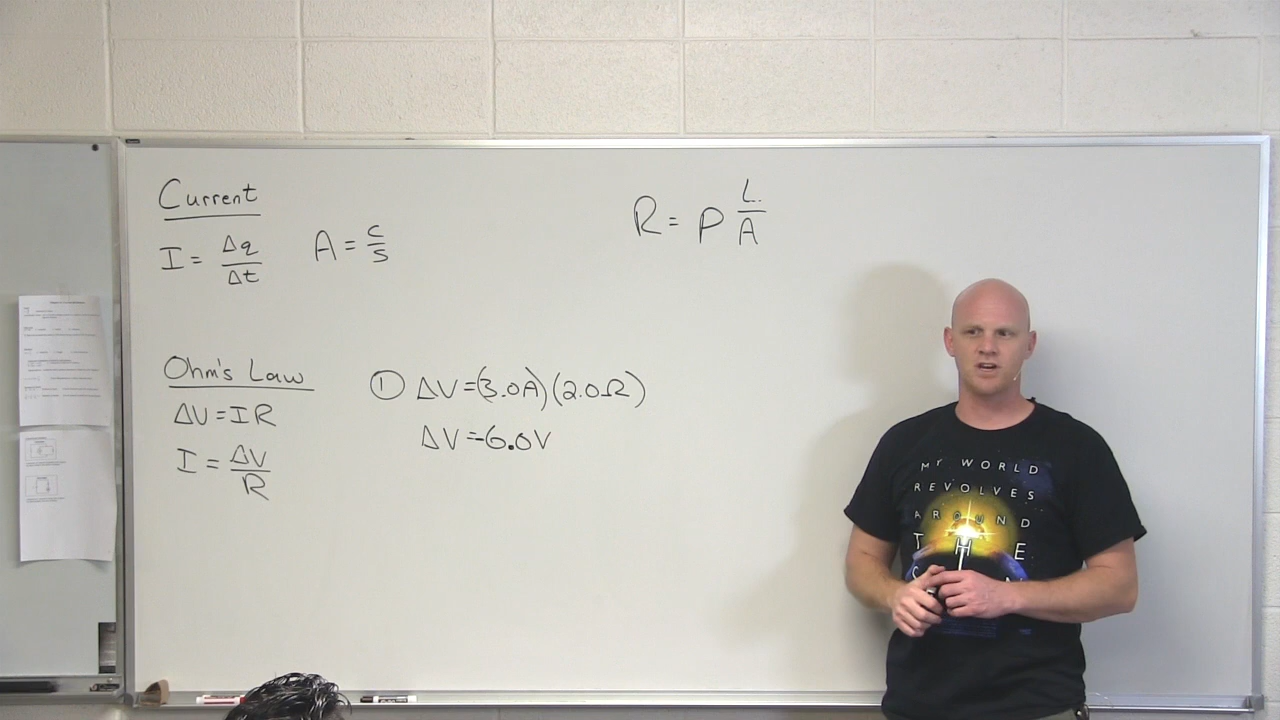 Current
I = Δq/Δt
A = C/S
R = ρ L/A
Ohm's Law
ΔV = IR
I = ΔV/R
① ΔV = (3.0A)(2.0Ω)
ΔV = 6.0V
MY WORLD
REVOLVES
AROUND
THE